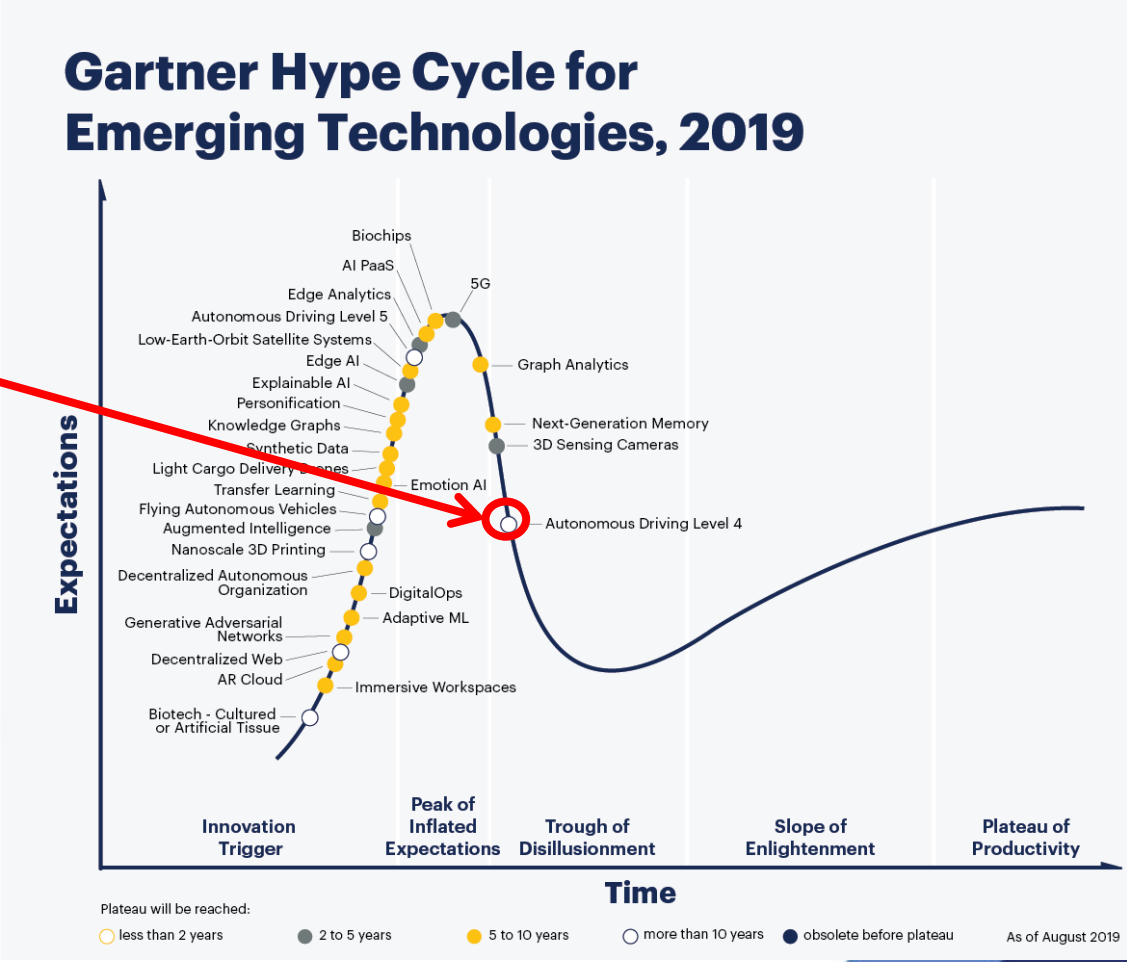 Gartner Hype Cycle for
Emerging Technologies, 2019
Expectations
Biochips
AI PaaS
Edge Analytics
Autonomous Driving Level 5
Low-Earth-Orbit Satellite Systems
Edge AI
Explainable AI
Personification
Knowledge Graphs
Synthetic Data
Light Cargo Delivery Drones
Transfer Learning
Flying Autonomous Vehicles
Augmented Intelligence
Nanoscale 3D Printing
Decentralized Autonomous
Organization
Generative Adversarial
Networks
Decentralized Web
AR Cloud
Biotech - Cultured
or Artificial Tissue
5G
Graph Analytics
Next-Generation Memory
3D Sensing Cameras
Emotion AI
Autonomous Driving Level 4
DigitalOps
Adaptive ML
Immersive Workspaces
Innovation
Trigger
Peak of
Inflated
Expectations
Trough of
Disillusionment
Slope of
Enlightenment
Plateau of
Productivity
Time
Plateau will be reached:
less than 2 years
2 to 5 years
5 to 10 years
more than 10 years
obsolete before plateau
As of August 2019